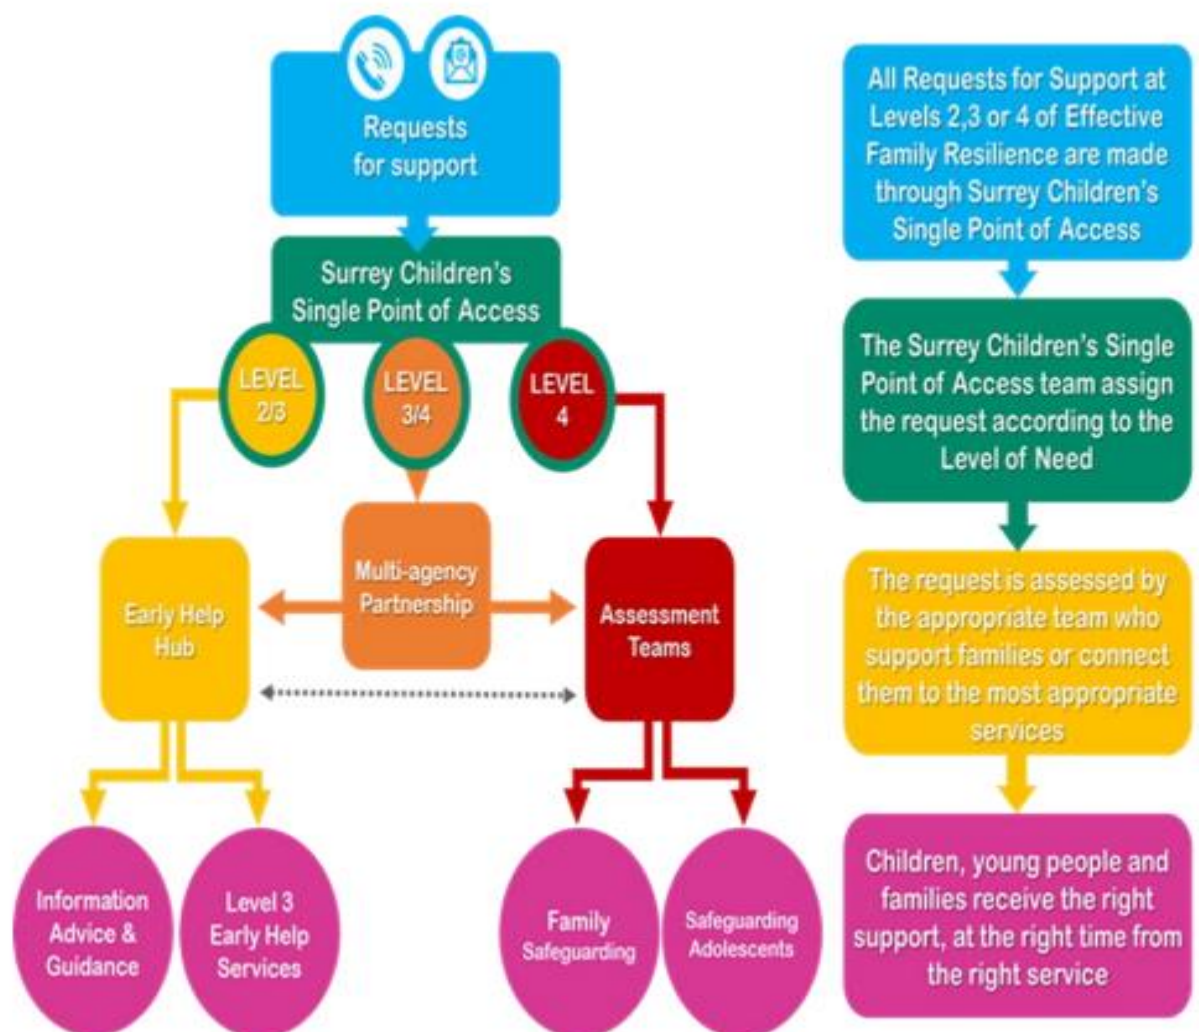 Requests
for support
Surrey Children's
Single Point of Access
LEVEL
2/3
LEVEL
3/4
LEVEL
4
Early Help
Hub
Multi-agency
Partnership
Assessment
Teams
Information
Advice &
Guidance
Level 3
Early Help
Services
Family
Safeguarding
Safeguarding
Adolescents
All Requests for Support at
Levels 2,3 or 4 of Effective
Family Resilience are made
through Surrey Children's
Single Point of Access
The Surrey Children's Single
Point of Access team assign
the request according to the
Level of Need
The request is assessed by
the appropriate team who
support families or connect
them to the most appropriate
services
Children, young people and
families receive the right
support, at the right time from
the right service